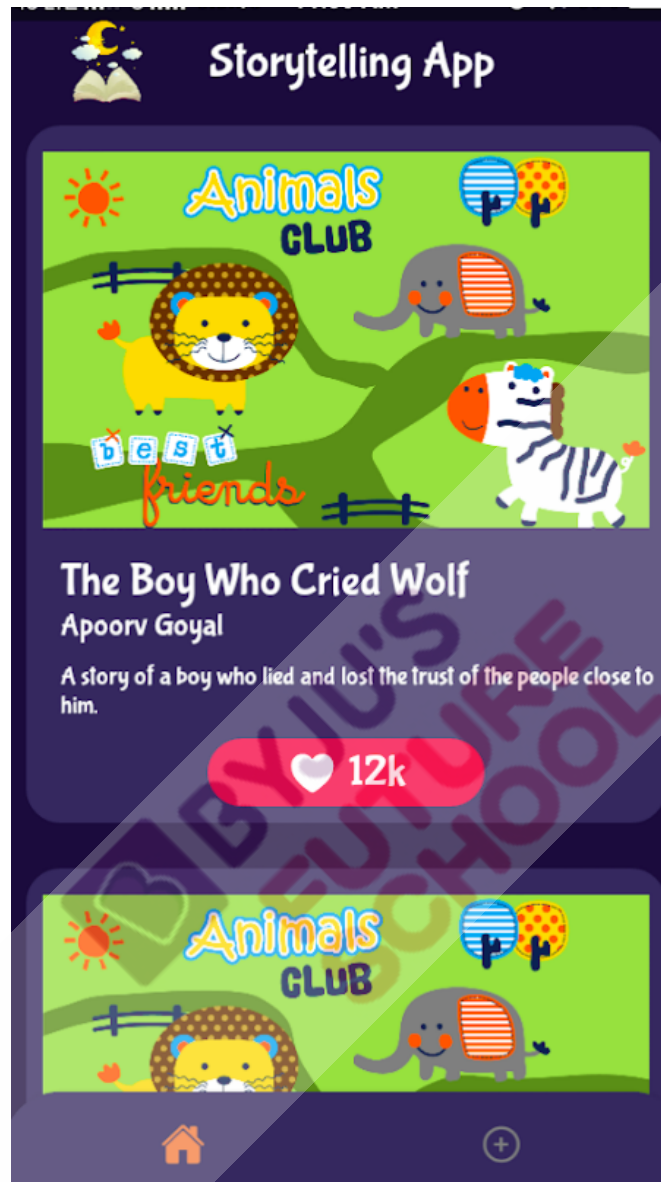 Storytelling App
Animals
CLUB
best
friends
The Boy Who Cried Wolf
Apoorv Goyal
A story of a boy who lied and lost the trust of the people close to
him.
12k
BYJU'S
FUTURE
SCHOOL
Animals
CLUB